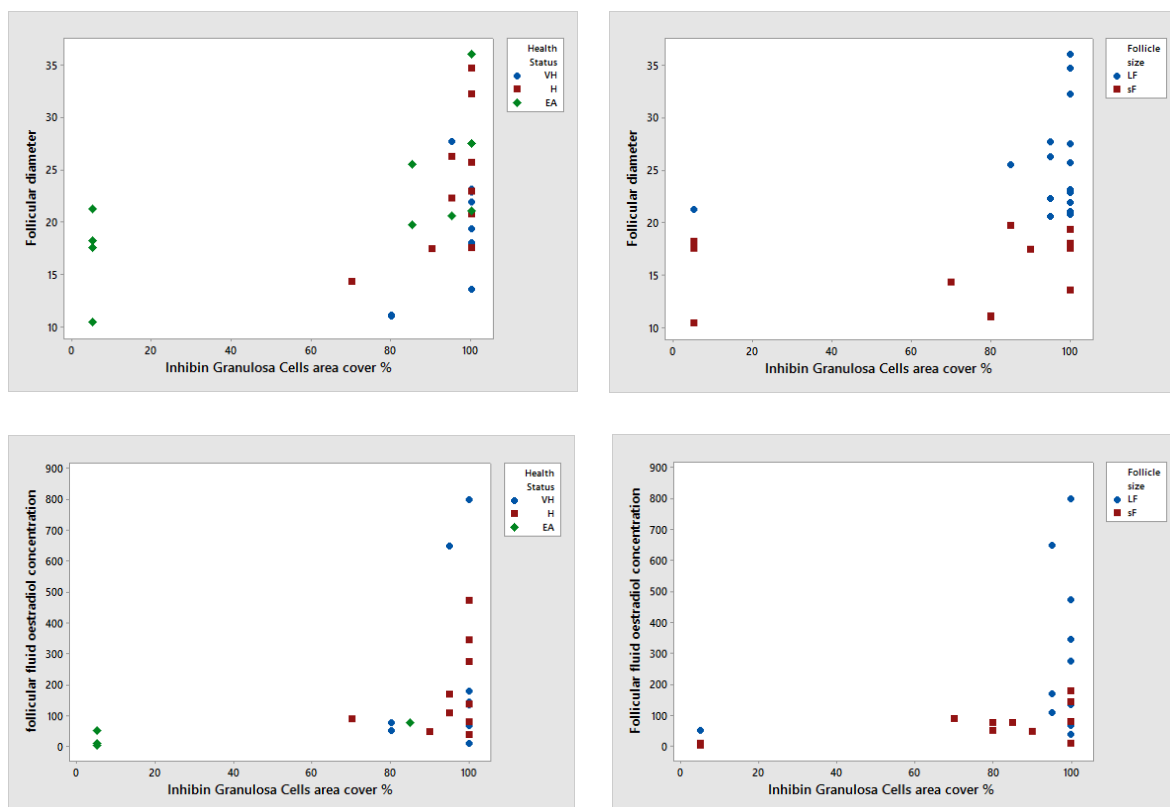 Health
Status
VH
H
EA
35
30
25
20
15
10
Follicular diameter
0 20 40 60 80 100
Inhibin Granulosa Cells area cover %
Follicle
size
LF
sF
35
30
25
20
15
10
Follicular diameter
0 20 40 60 80 100
Inhibin Granulosa Cells area cover %
Health
Status
VH
H
EA
900
800
700
600
500
400
300
200
100
0
follicular fluid oestradiol concentration
0 20 40 60 80 100
Inhibin Granulosa Cells area cover %
Follicle
size
LF
sF
900
800
700
600
500
400
300
200
100
0
Follicular fluid oestradiol concentration
0 20 40 60 80 100
Inhibin Granulosa Cells area cover %